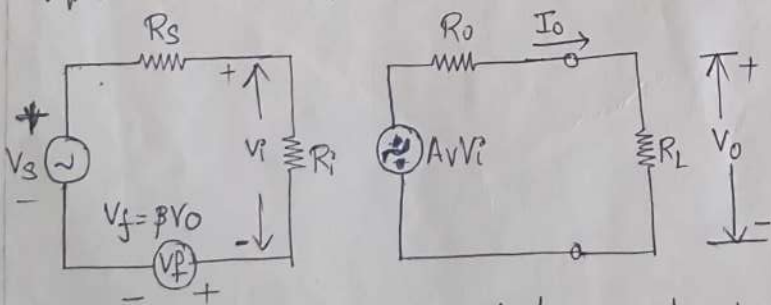 Rs
Ro
Io
+
+
+
Vs
Vi
Ri
AvVi
RL
Vo
-
Vf = βVo
-
-
Vf
-
+